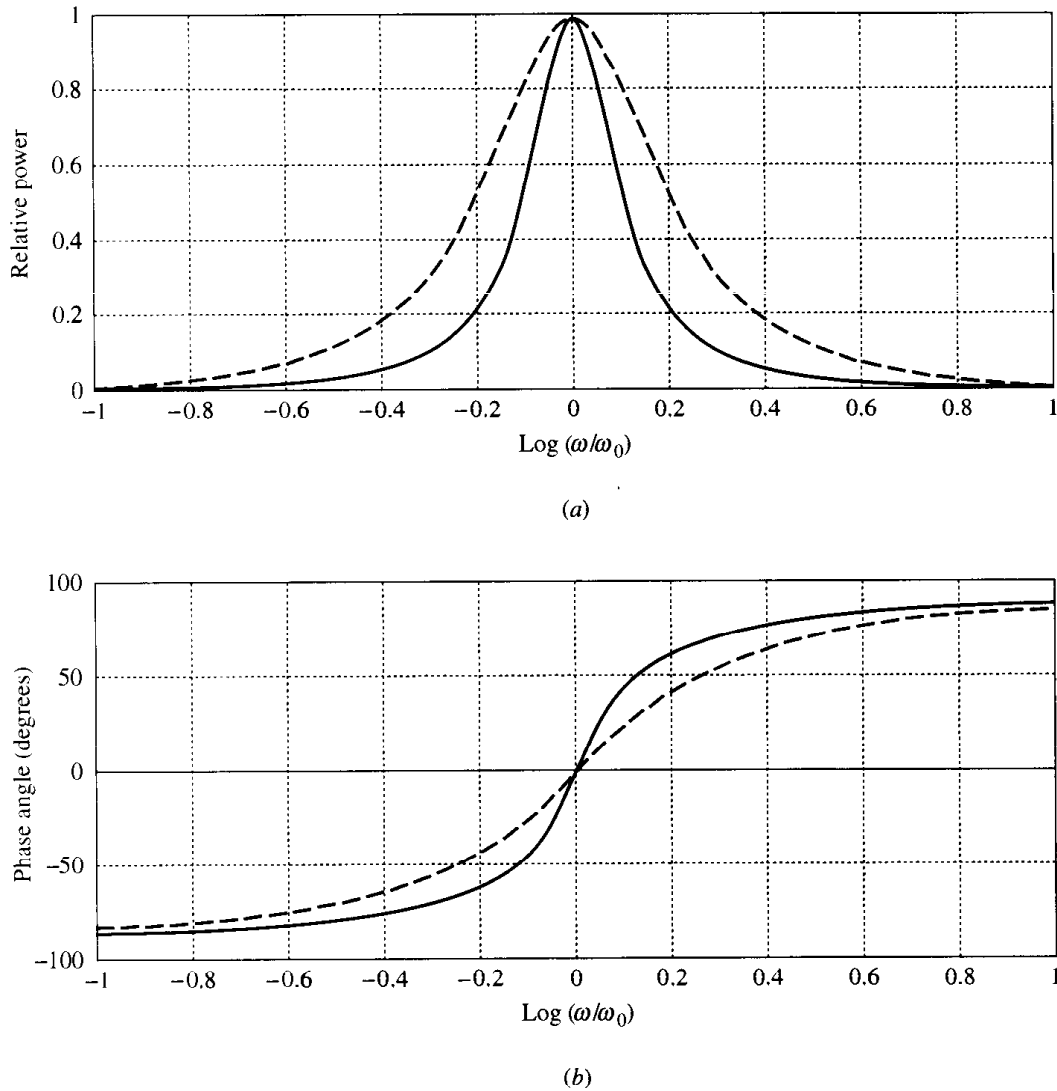 1
0.8
0.6
0.4
0.2
0
Relative power
−1 −0.8 −0.6 −0.4 −0.2 0 0.2 0.4 0.6 0.8 1
Log (ω/ω₀)
(a)
100
50
0
−50
−100
Phase angle (degrees)
−1 −0.8 −0.6 −0.4 −0.2 0 0.2 0.4 0.6 0.8 1
Log (ω/ω₀)
(b)